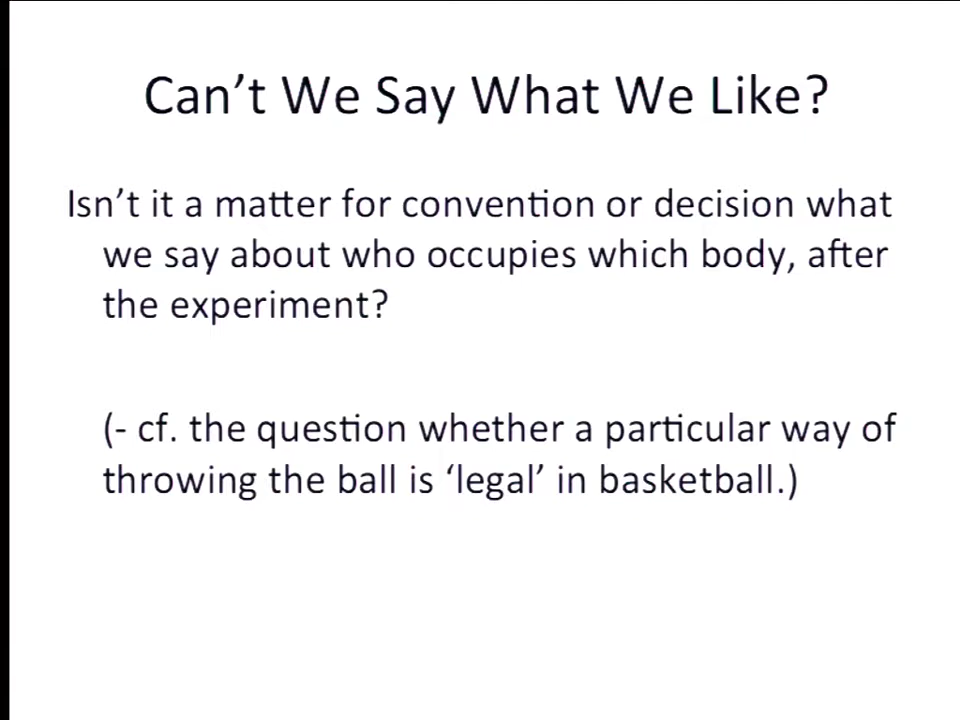 Can’t We Say What We Like?
Isn’t it a matter for convention or decision what
we say about who occupies which body, after
the experiment?
(- cf. the question whether a particular way of
throwing the ball is ‘legal’ in basketball.)